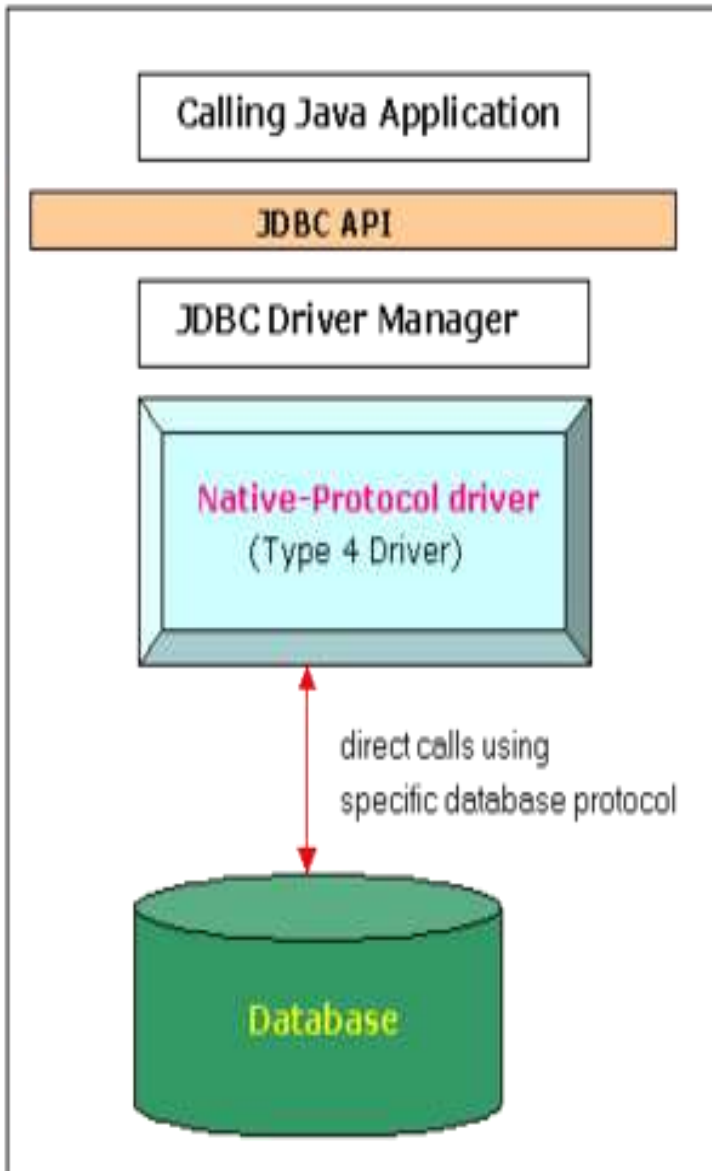 Calling Java Application
JDBC API
JDBC Driver Manager
Native-Protocol driver
(Type 4 Driver)
direct calls using
specific database protocol
Database